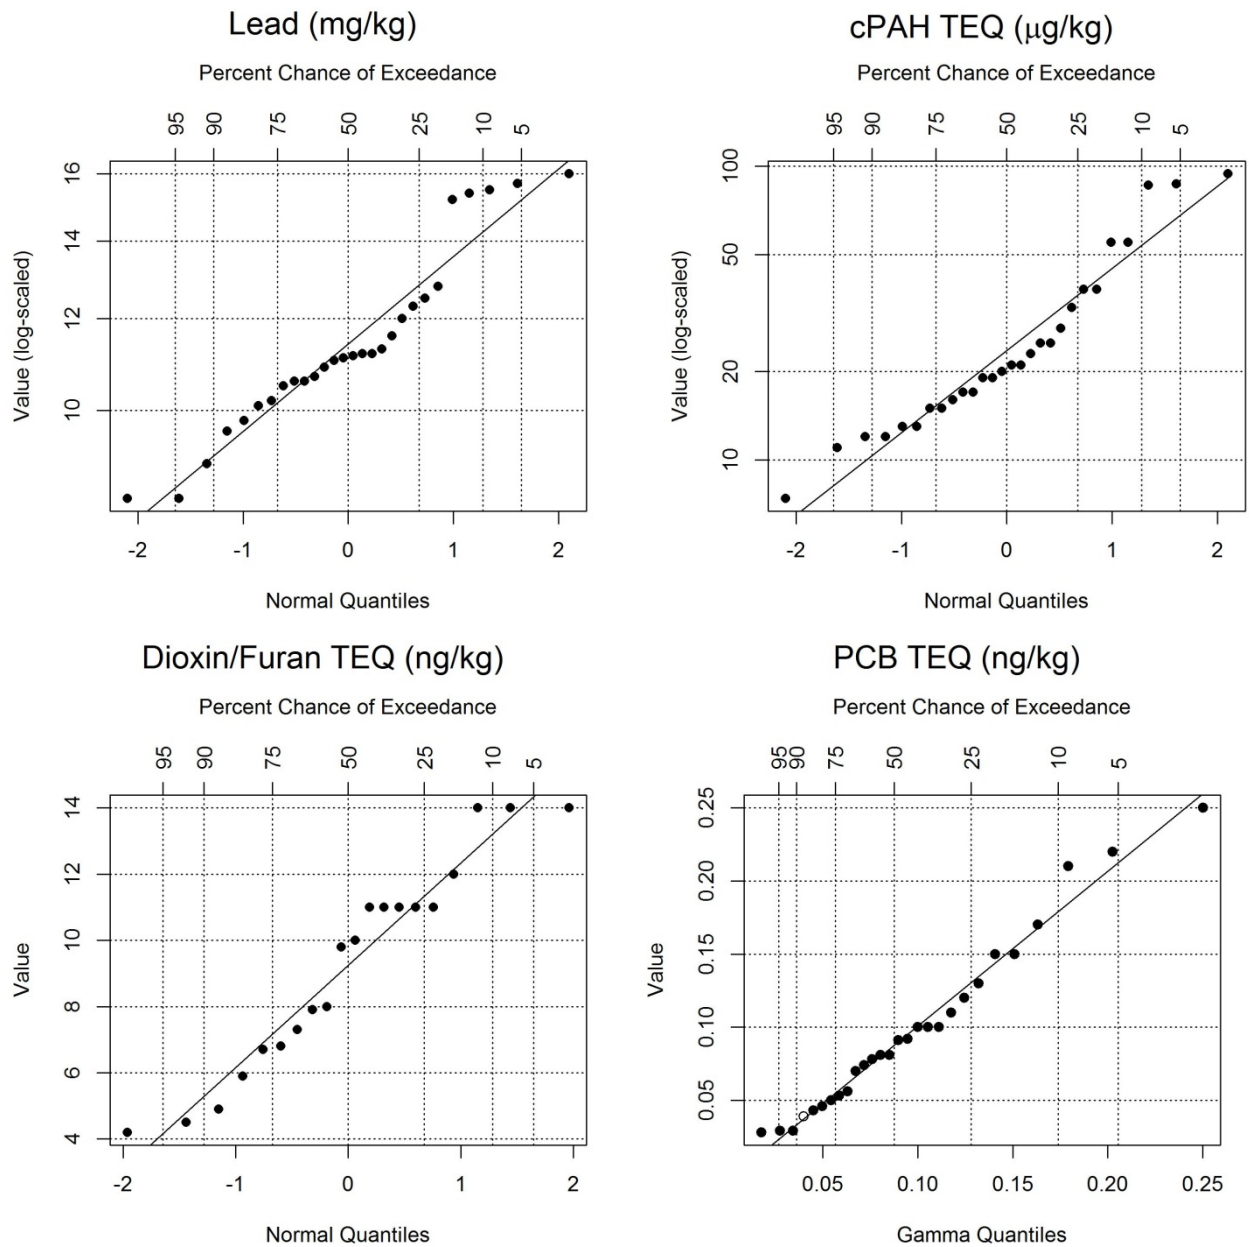 Lead (mg/kg)
Percent Chance of Exceedance
95 90 75 50 25 10 5
Value (log-scaled)
16
14
12
10
-2 -1 0 1 2
Normal Quantiles
cPAH TEQ (μg/kg)
Percent Chance of Exceedance
95 90 75 50 25 10 5
Value (log-scaled)
100
50
20
10
-2 -1 0 1 2
Normal Quantiles
Dioxin/Furan TEQ (ng/kg)
Percent Chance of Exceedance
95 90 75 50 25 10 5
Value
14
12
10
8
6
4
-2 -1 0 1 2
Normal Quantiles
PCB TEQ (ng/kg)
Percent Chance of Exceedance
95 90 75 50 25 10 5
Value
0.25
0.20
0.15
0.10
0.05
0.05 0.10 0.15 0.20 0.25
Gamma Quantiles